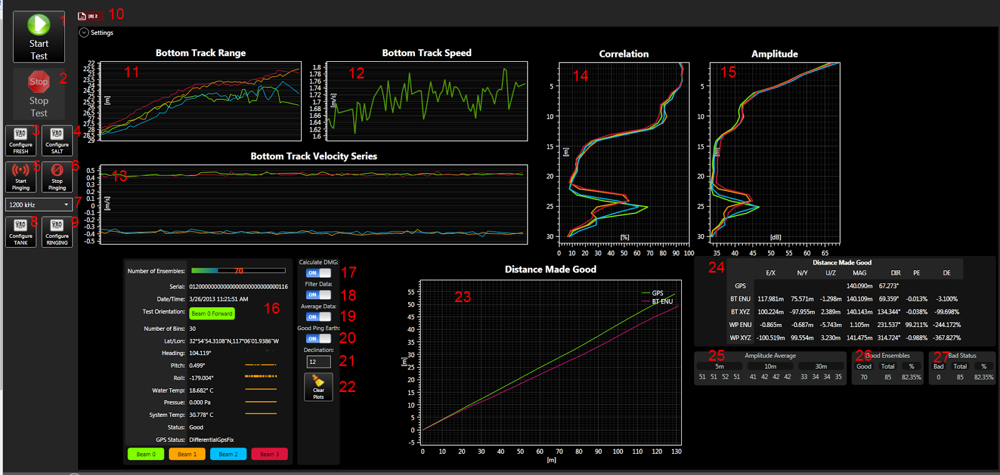 1
Start
Test
2
Stop
Stop
Test
3
Configure
FRESH
4
Configure
SALT
5
Start
Pinging
6
Stop
Pinging
7
1200 kHz
8
Configure
TANK
9
Configure
RINGING
[0] 2
10
Settings
Bottom Track Range
11
22
22.5
23
23.5
24
24.5
25
25.5
26
26.5
27
27.5
28
28.5
29
[m]
Bottom Track Speed
12
1.8
1.78
1.76
1.74
1.72
1.7
1.68
1.66
1.64
1.62
1.6
[m/s]
Bottom Track Velocity Series
13
0.5
0.4
0.3
0.2
0.1
0
-0.1
-0.2
-0.3
-0.4
-0.5
[m/s]
Correlation
14
5
10
15
20
25
30
[m]
[%]
0 10 20 30 40 50 60 70 80 90 100
Amplitude
15
5
10
15
20
25
30
[m]
[dB]
35 45 55 65
Number of Ensembles: 70
Serial: 01200000000000000000000000000116
Date/Time: 3/26/2013 11:21:51 AM
16
Test Orientation: Beam 0 Forward
Number of Bins: 30
Lat/Lon: 32°54'54.3108"N,117°06'01.9386"W
Heading: 104.119°
Pitch: 0.499°
Roll: -179.004°
Water Temp: 18.682° C
Pressue: 0.000 Pa
System Temp: 30.778° C
Status: Good
GPS Status: DifferentialGpsFix
Beam 0 Beam 1 Beam 2 Beam 3
Calculate DMG:
ON 17
Filter Data:
ON 18
Average Data:
ON 19
Good Ping Earth:
ON 20
Declination:
12 21
Clear
Plots
22
Distance Made Good
23
GPS
BT ENU
55
50
45
40
35
30
25
20
15
10
5
0
-5
[m]
0 10 20 30 40 50 60 70 80 90 100 110 120 130
[m]
24
Distance Made Good
E/X N/Y U/Z MAG DIR PE DE
GPS 140.090m 67.273°
BT ENU 117.981m 75.571m -1.298m 140.109m 69.359° -0.013% -3.100%
BT XYZ 100.224m -97.955m 2.389m 140.143m 134.344° -0.038% -99.698%
WP ENU -0.865m -0.687m -5.743m 1.105m 231.537° 99.211% -244.172%
WP XYZ -100.519m 99.554m 3.230m 141.475m 314.724° -0.988% -367.827%
25
Amplitude Average
5m 10m 30m
51 51 52 51 41 42 42 42 33 34 34 35
26
Good Ensembles
Good Total %
70 85 82.35%
27
Bad Status
Bad Total %
0 85 82.35%